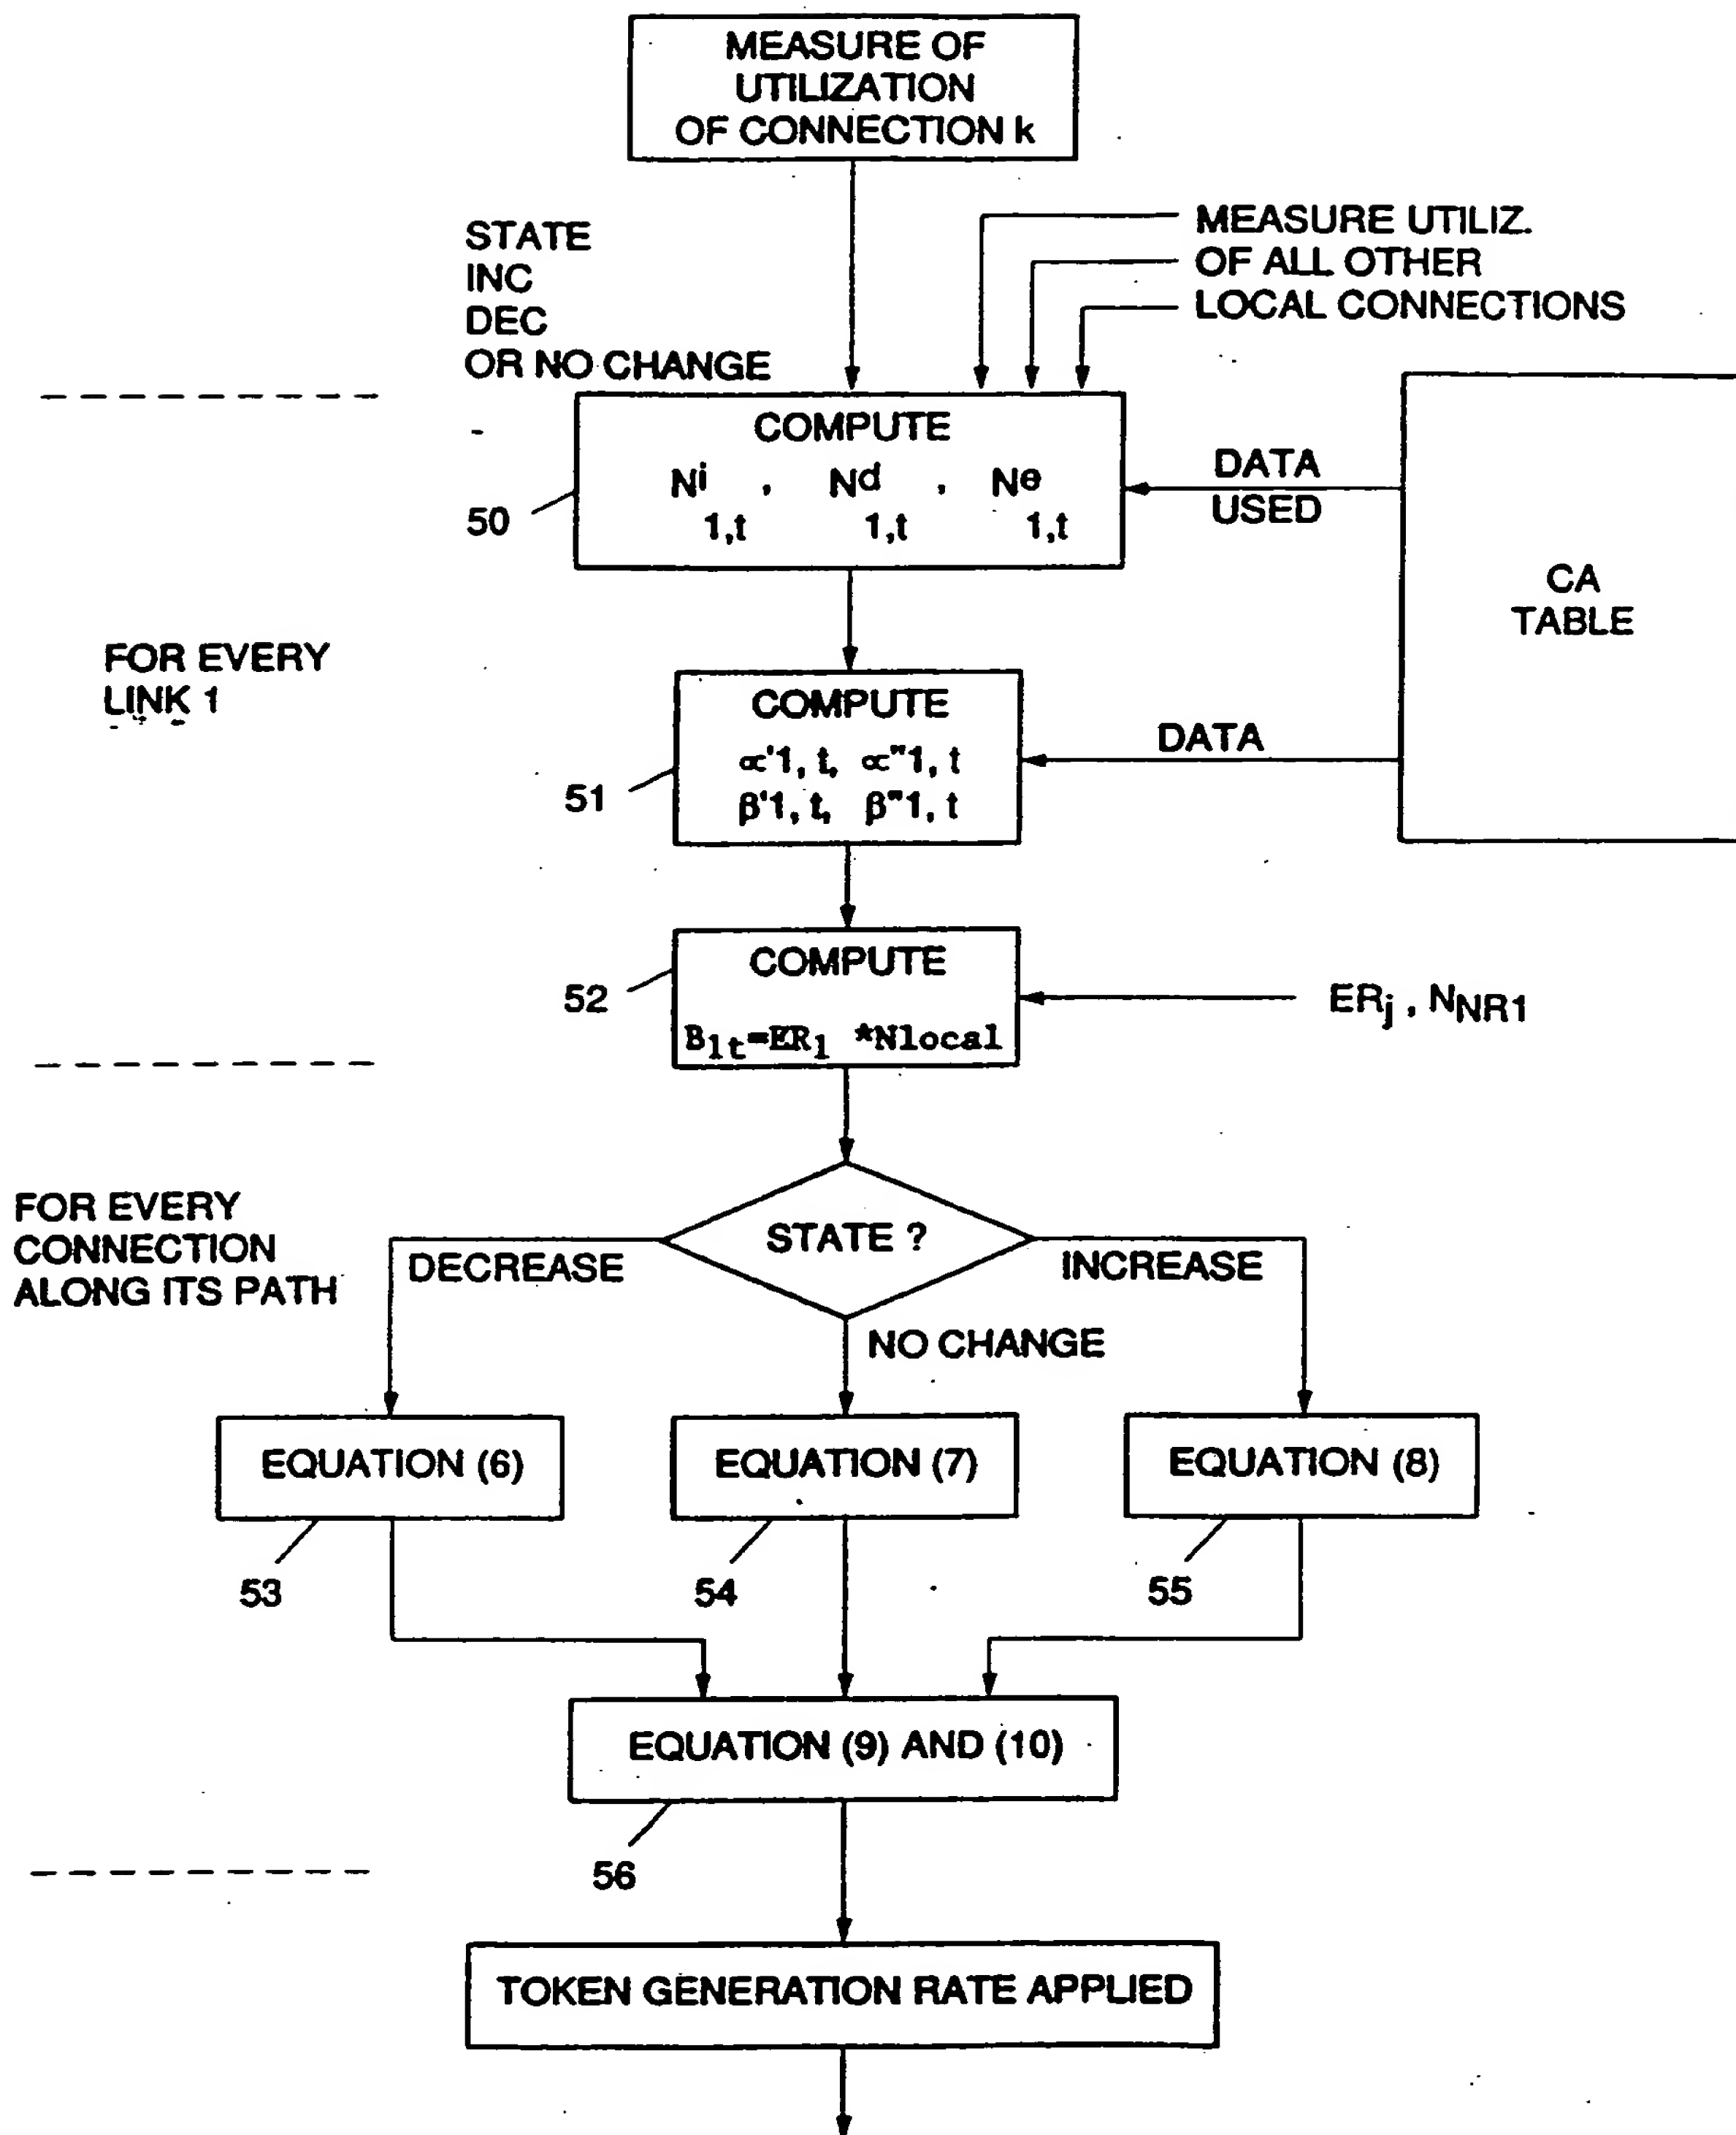 MEASURE OF
UTILIZATION
OF CONNECTION k
STATE
INC
DEC
OR NO CHANGE
MEASURE UTILIZ.
OF ALL OTHER
LOCAL CONNECTIONS
COMPUTE
Ni , Nd , Ne
1,t 1,t 1,t
50
DATA
USED
CA
TABLE
FOR EVERY
LINK 1
COMPUTE
∝'1, t, ∝"1, t
β'1, t, β"1, t
51
DATA
COMPUTE
B1t=ER1 *Nlocal
52
ERj , NNR1
FOR EVERY
CONNECTION
ALONG ITS PATH
STATE ?
DECREASE
INCREASE
NO CHANGE
EQUATION (6)
EQUATION (7)
EQUATION (8)
53
54
55
EQUATION (9) AND (10)
56
TOKEN GENERATION RATE APPLIED